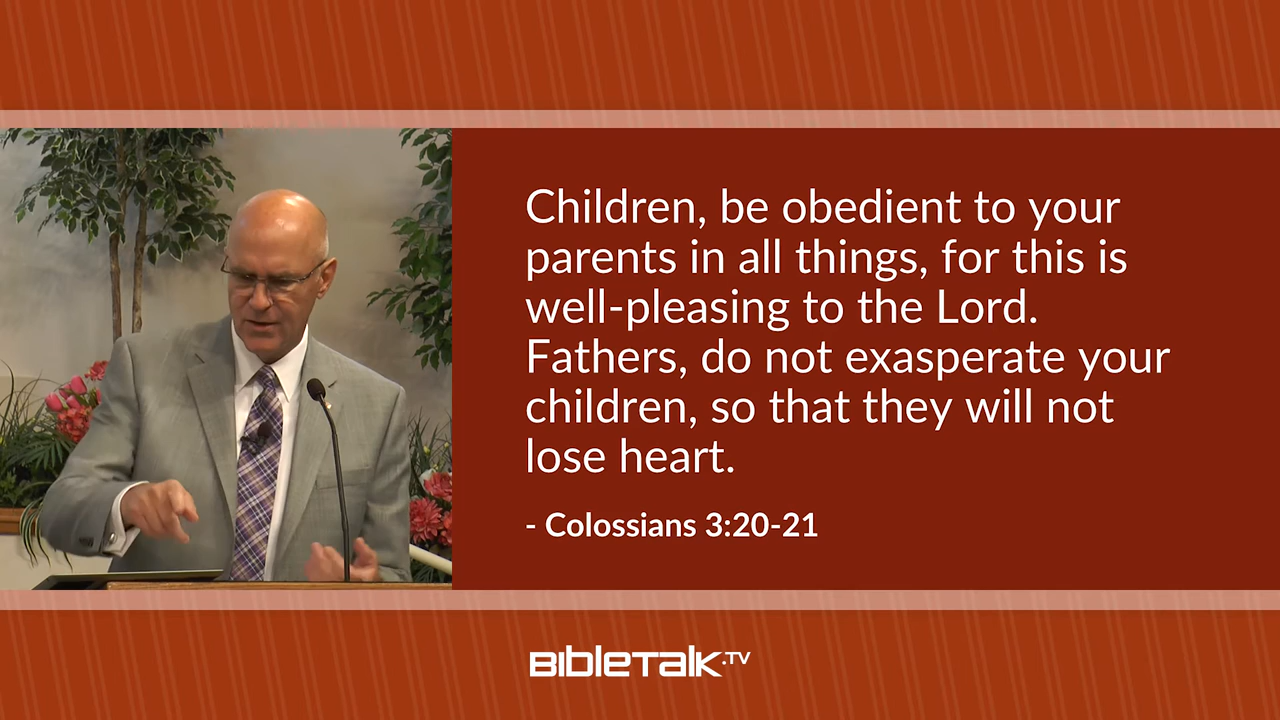 Children, be obedient to your
parents in all things, for this is
well-pleasing to the Lord.
Fathers, do not exasperate your
children, so that they will not
lose heart.
- Colossians 3:20-21
BIBLETALK.TV